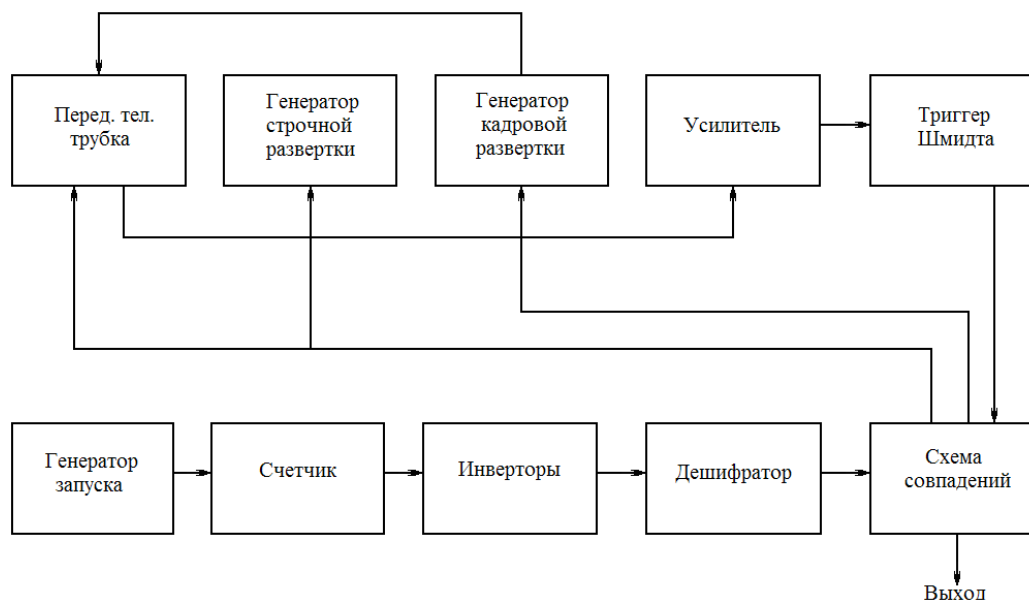 Перед. тел.
трубка
Генератор
строчной
развертки
Генератор
кадровой
развертки
Усилитель
Триггер
Шмидта
Генератор
запуска
Счетчик
Инверторы
Дешифратор
Схема
совпадений
Выход